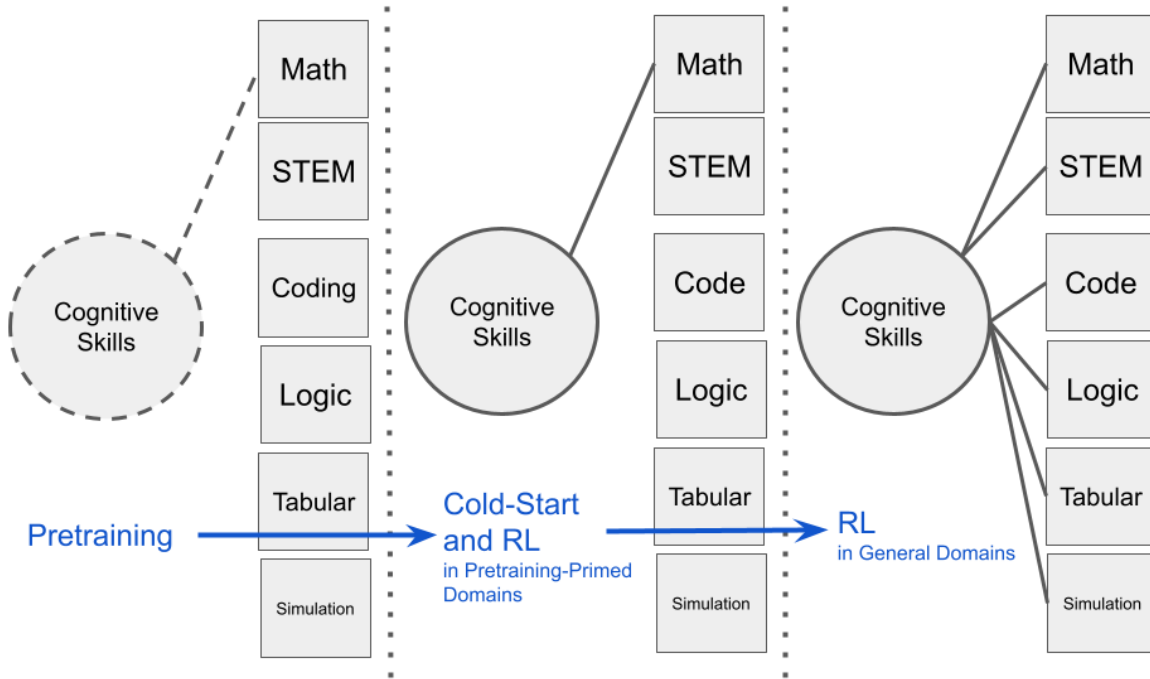 Math
STEM
Coding
Logic
Tabular
Simulation
Cognitive
Skills
Pretraining
Math
STEM
Code
Logic
Tabular
Simulation
Cognitive
Skills
Cold-Start
and RL
in Pretraining-Primed
Domains
Math
STEM
Code
Logic
Tabular
Simulation
Cognitive
Skills
RL
in General Domains